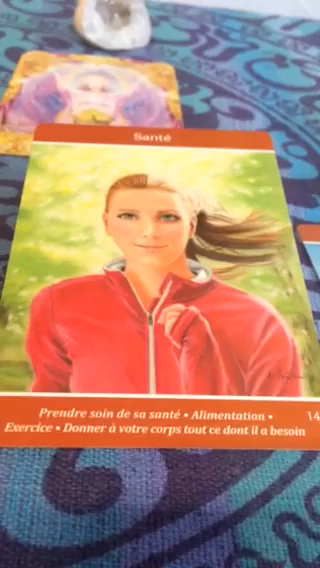 Santé
Prendre soin de sa santé • Alimentation •
Exercice • Donner à votre corps tout ce dont il a besoin
14